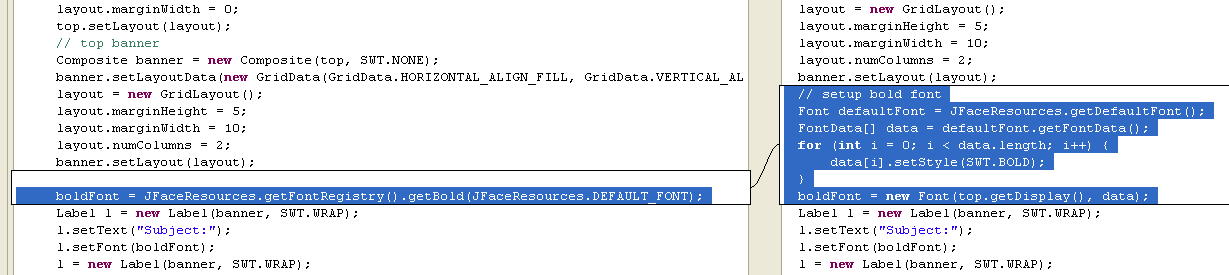 layout.marginWidth = 0;
top.setLayout(layout);
// top banner
Composite banner = new Composite(top, SWT.NONE);
banner.setLayoutData(new GridData(GridData.HORIZONTAL_ALIGN_FILL, GridData.VERTICAL_AL
layout = new GridLayout();
layout.marginHeight = 5;
layout.marginWidth = 10;
layout.numColumns = 2;
banner.setLayout(layout);
boldFont = JFaceResources.getFontRegistry().getBold(JFaceResources.DEFAULT_FONT);
Label l = new Label(banner, SWT.WRAP);
l.setText("Subject:");
l.setFont(boldFont);
l = new Label(banner, SWT.WRAP);
layout = new GridLayout();
layout.marginHeight = 5;
layout.marginWidth = 10;
layout.numColumns = 2;
banner.setLayout(layout);
// setup bold font
Font defaultFont = JFaceResources.getDefaultFont();
FontData[] data = defaultFont.getFontData();
for (int i = 0; i < data.length; i++) {
data[i].setStyle(SWT.BOLD);
}
boldFont = new Font(top.getDisplay(), data);
Label l = new Label(banner, SWT.WRAP);
l.setText("Subject:");
l.setFont(boldFont);
l = new Label(banner, SWT.WRAP);